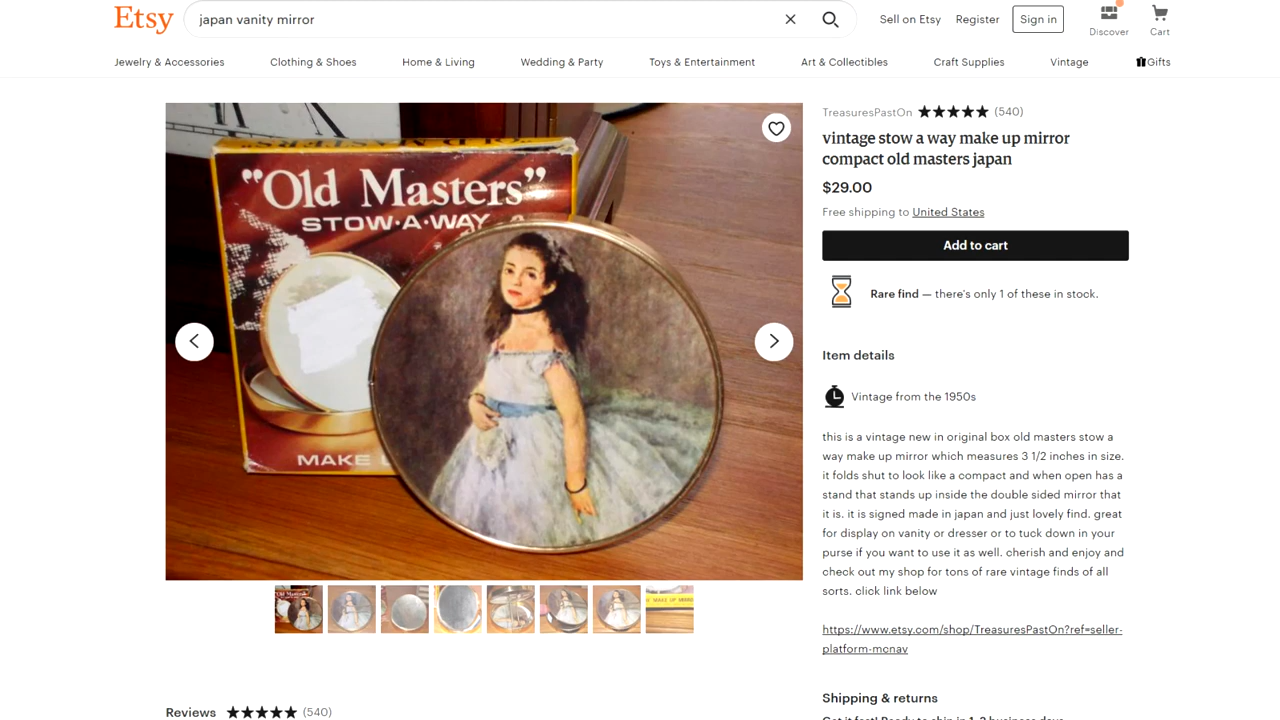 Etsy
japan vanity mirror
Sell on Etsy
Register
Sign in
Discover
Cart
Jewelry & Accessories
Clothing & Shoes
Home & Living
Wedding & Party
Toys & Entertainment
Art & Collectibles
Craft Supplies
Vintage
Gifts
"Old Masters"
STOW·A·WAY
MAKE
TreasuresPastOn ★★★★★ (540)
vintage stow a way make up mirror
compact old masters japan
$29.00
Free shipping to United States
Add to cart
Rare find — there's only 1 of these in stock.
Item details
Vintage from the 1950s
this is a vintage new in original box old masters stow a
way make up mirror which measures 3 1/2 inches in size.
it folds shut to look like a compact and when open has a
stand that stands up inside the double sided mirror that
it is. it is signed made in japan and just lovely find. great
for display on vanity or dresser or to tuck down in your
purse if you want to use it as well. cherish and enjoy and
check out my shop for tons of rare vintage finds of all
sorts. click link below
https://www.etsy.com/shop/TreasuresPastOn?ref=seller-
platform-mcnav
Shipping & returns
Reviews ★★★★★ (540)